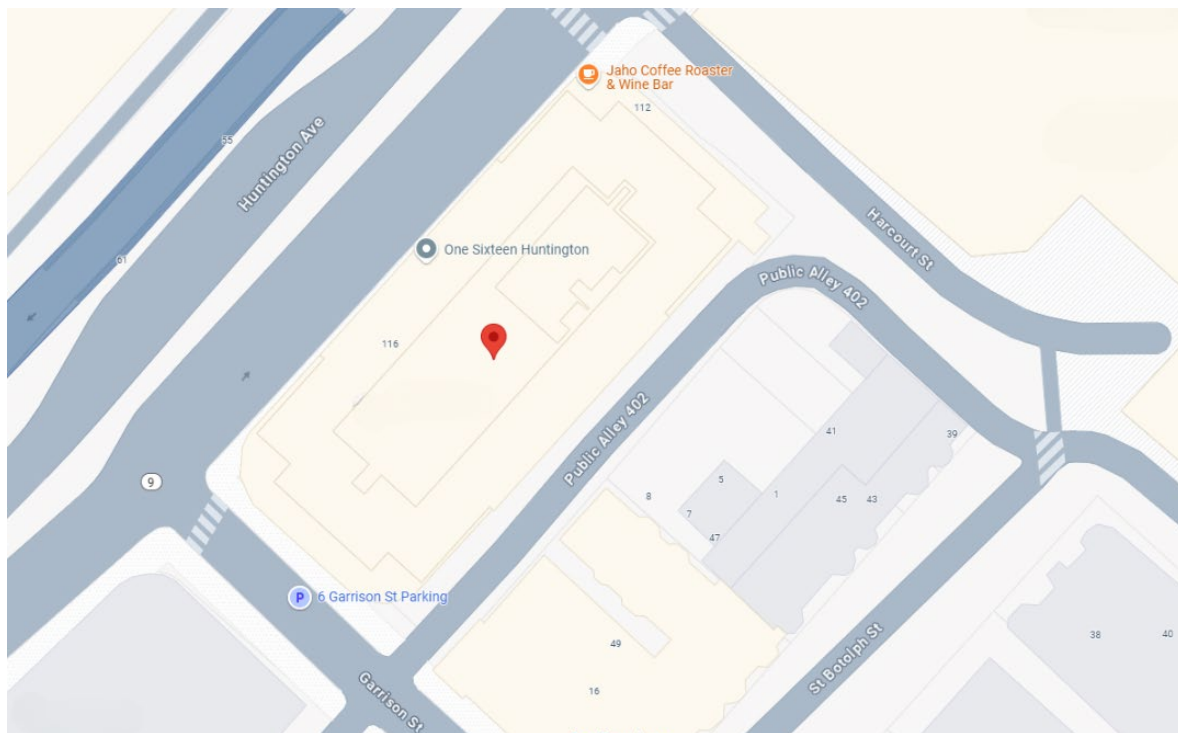 Jaho Coffee Roaster
& Wine Bar
112
55
Huntington Ave
Harcourt St
One Sixteen Huntington
61
Public Alley 402
116
Public Alley 402
41
39
9
5
8
1
45
43
7
47
P
6 Garrison St Parking
49
38
40
St Botolph St
16
Garrison St